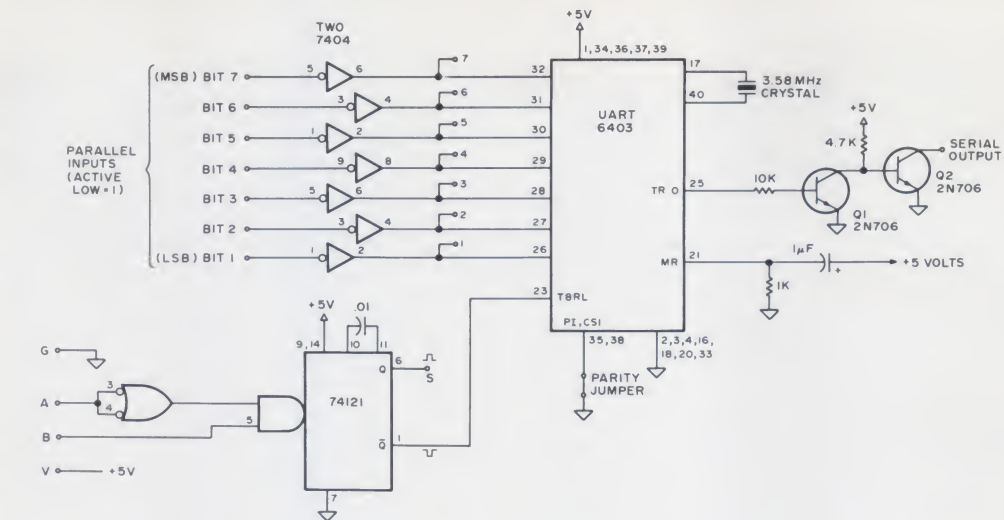 TWO
7404
(MSB) BIT 7
5
6
7
32
BIT 6
3
4
6
31
BIT 5
1
2
5
30
BIT 4
9
8
4
29
BIT 3
5
6
3
28
BIT 2
3
4
2
27
(LSB) BIT 1
1
2
1
26
PARALLEL
INPUTS
(ACTIVE
LOW = 1)
+5V
1,34,36,37,39
UART
6403
17
40
3.58 MHz
CRYSTAL
+5V
4.7K
SERIAL
OUTPUT
Q2
2N706
TR O
25
10K
Q1
2N706
MR
21
1µF
+
+5 VOLTS
1K
23
TBRL
PI,CSI
35,38
2,3,4,16,
18,20,33
PARITY
JUMPER
+5V
.01
9,14
10
11
G
A
3
4
B
5
V
+5V
74121
Q
6
S
Q̅
1
7